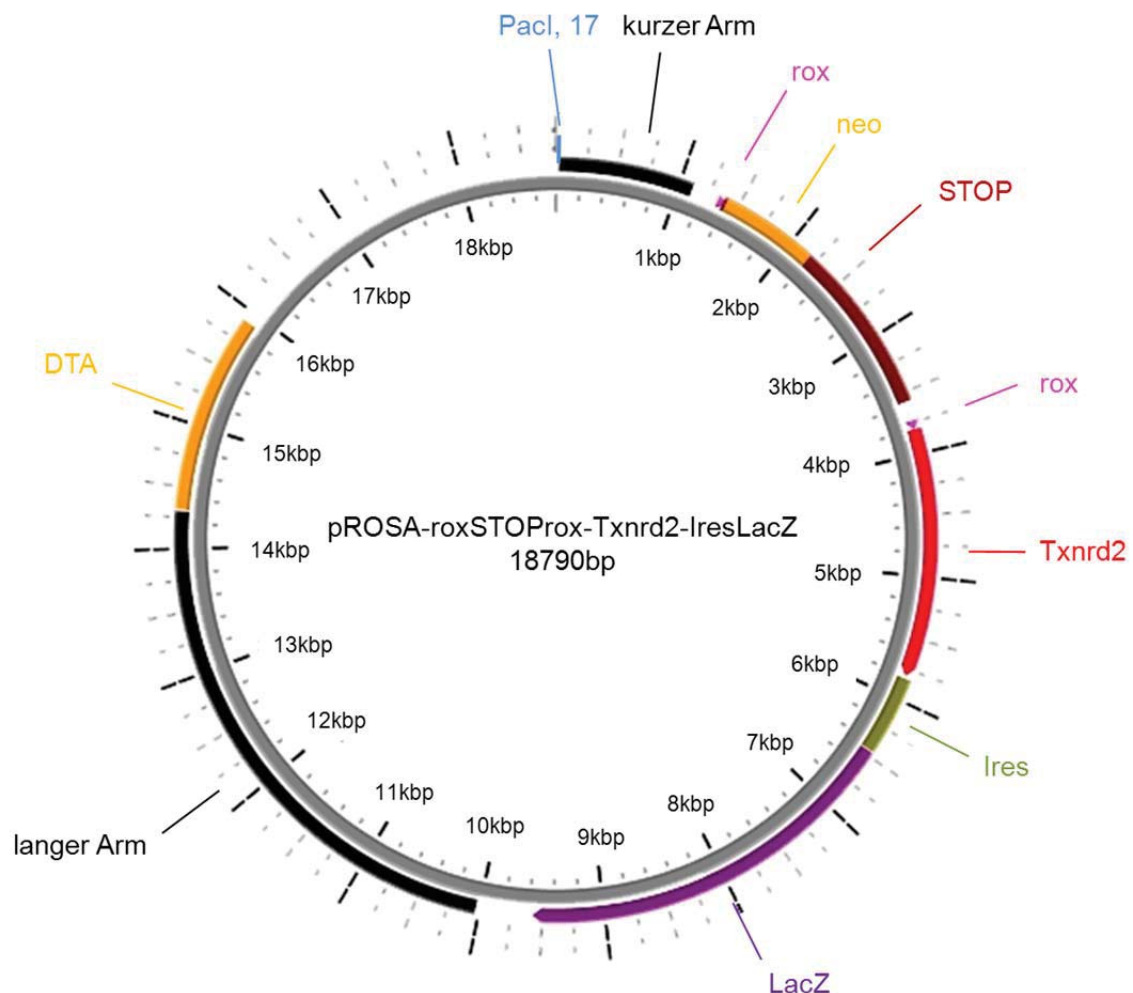 PacI, 17
kurzer Arm
rox
neo
STOP
rox
Txnrd2
Ires
LacZ
langer Arm
DTA
1kbp
2kbp
3kbp
4kbp
5kbp
6kbp
7kbp
8kbp
9kbp
10kbp
11kbp
12kbp
13kbp
14kbp
15kbp
16kbp
17kbp
18kbp
pROSA-roxSTOProx-Txnrd2-IresLacZ
18790bp